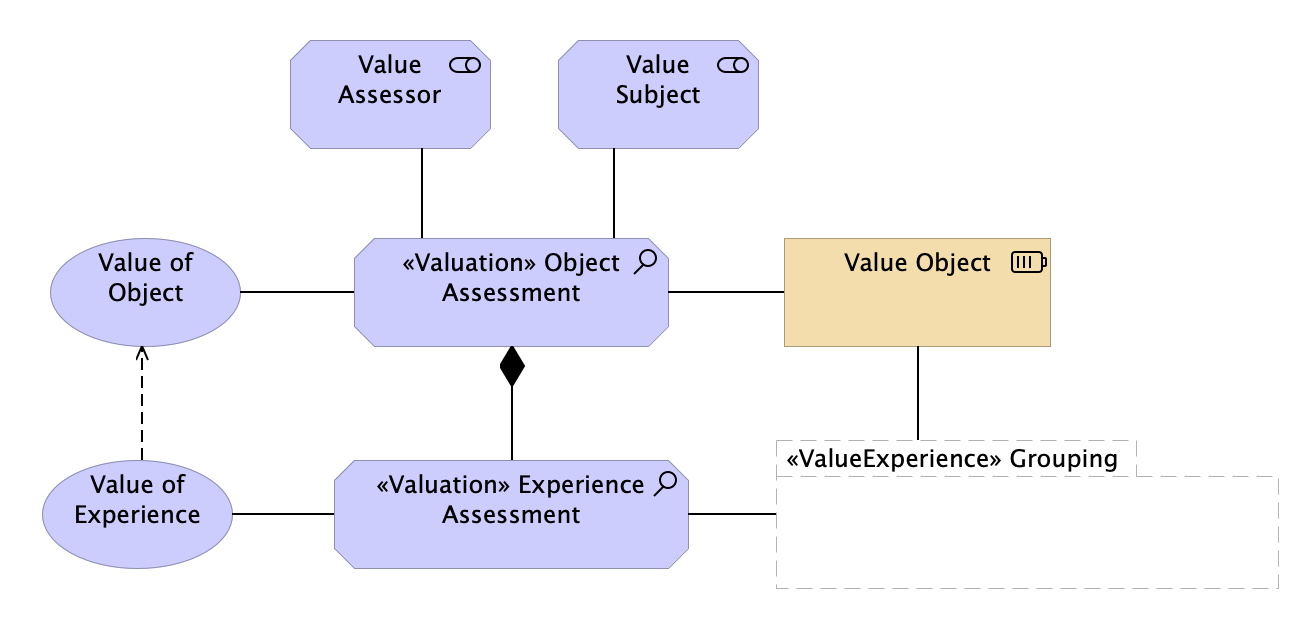 Value
Assessor
Value
Subject
Value of
Object
«Valuation» Object
Assessment
Value Object
«ValueExperience» Grouping
Value of
Experience
«Valuation» Experience
Assessment